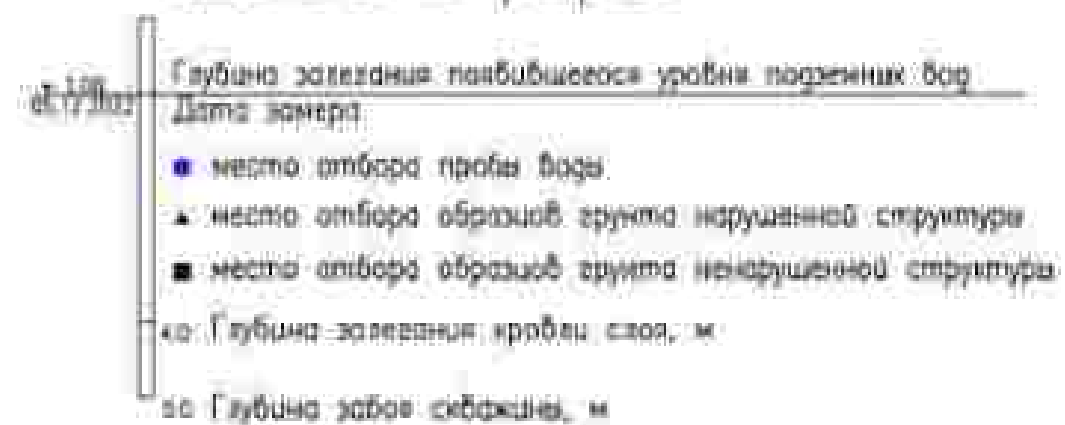 Глубина залегания появившегося уровня подземных вод
Дата замера
место отбора пробы воды
место отбора образцов грунта нарушенной структуры
место отбора образцов грунта ненарушенной структуры
Глубина залегания кровли слоя, м
Глубина забоя скважины, м